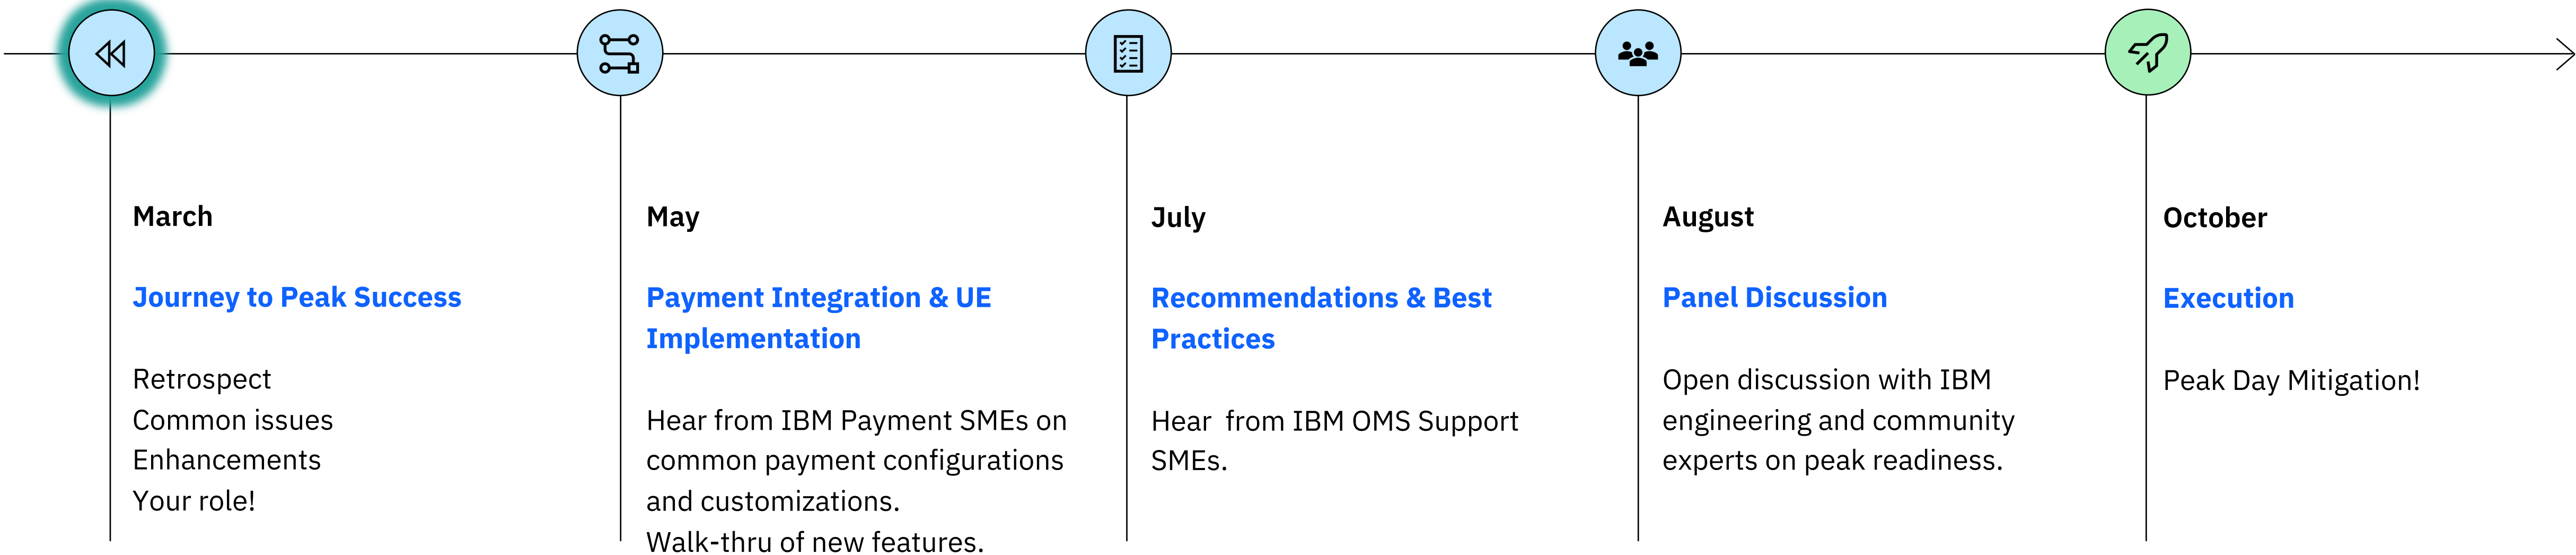 March
Journey to Peak Success
Retrospect
Common issues
Enhancements
Your role!
May
Payment Integration & UE
Implementation
Hear from IBM Payment SMEs on
common payment configurations
and customizations.
Walk-thru of new features.
July
Recommendations & Best
Practices
Hear  from IBM OMS Support
SMEs.
August
Panel Discussion
Open discussion with IBM
engineering and community
experts on peak readiness.
October
Execution
Peak Day Mitigation!